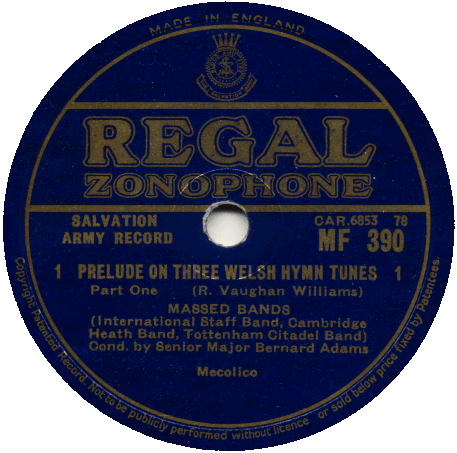 MADE IN ENGLAND
REGAL
ZONOPHONE
SALVATION
ARMY RECORD
CAR.6853 78
MF 390
1 PRELUDE ON THREE WELSH HYMN TUNES 1
Part One (R. Vaughan Williams)
MASSED BANDS
(International Staff Band, Cambridge
Heath Band, Tottenham Citadel Band)
Cond. by Senior Major Bernard Adams
Mecolico
Copyright Patented Record. Not to be publicly performed without licence or sold below price fixed by Patentees.